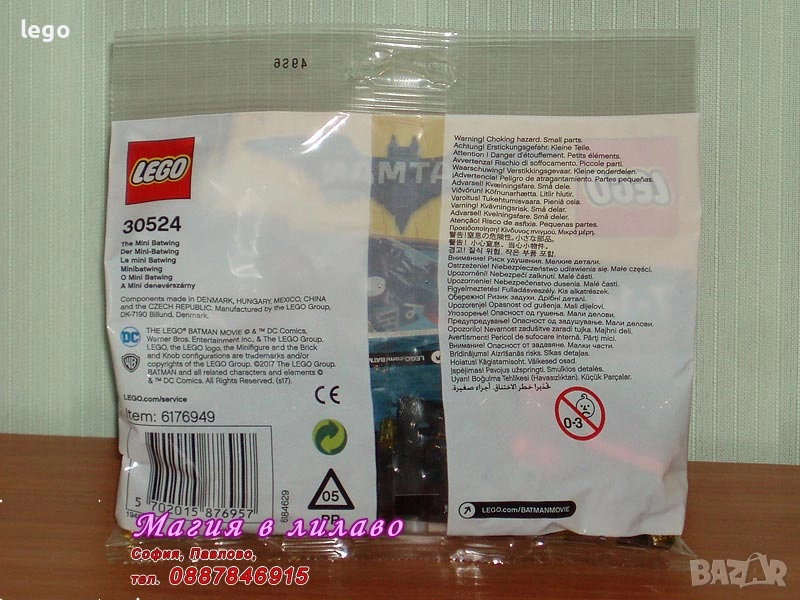 lego
49S6
LEGO
30524
The Mini Batwing
Der Mini-Batwing
Le mini Batwing
Minibatwing
O Mini Batwing
A Mini denevérszárny
Components made in DENMARK, HUNGARY, MEXICO, CHINA
and the CZECH REPUBLIC. Manufactured by the LEGO Group,
DK-7190 Billund, Denmark.
DC
WB
THE LEGO® BATMAN MOVIE © & ™ DC Comics,
Warner Bros. Entertainment Inc., & The LEGO Group.
LEGO, the LEGO logo, the Minifigure and the Brick
and Knob configurations are trademarks and/or
copyrights of the LEGO Group. ©2017 The LEGO Group.
BATMAN and all related characters and elements ©
& ™ DC Comics. All Rights Reserved. (s17).
LEGO.com/service
Item: 6176949
5 702015 876957
6184629
CE
05
PP
Warning! Choking hazard. Small parts.
Achtung! Erstickungsgefahr. Kleine Teile.
Attention ! Danger d'étouffement. Petits éléments.
Avvertenza! Rischio di soffocamento. Piccole parti.
Waarschuwing! Verstikkingsgevaar. Kleine onderdelen.
¡Advertencia! Peligro de atragantamiento. Partes pequeñas.
Advarsel! Kvælningsfare. Små dele.
Viðvörun! Köfnunarhætta. Litlir hlutir.
Varoitus! Tukehtumisvaara. Pieniä osia.
Varning! Kvävningsrisk. Små delar.
Advarsel! Kvelningsfare. Små deler.
Atenção! Risco de asfixia. Pequenas partes.
Προειδοποίηση! Κίνδυνος πνιγμού. Μικρά μέρη.
警告!窒息の危険性。小さな部品。
警告！小心窒息。当心小物件。
경고! 질식 위험. 작은 부품 포함.
Внимание! Риск удушения. Мелкие детали.
Ostrzeżenie! Niebezpieczeństwo udławienia się. Małe części.
Upozornění! Nebezpečí zalknutí. Malé části.
Upozornenie! Nebezpečenstvo dusenia. Malé časti.
Figyelmeztetés! Fulladásveszély. Kis alkatrészek.
Обережно! Ризик задухи. Дрібні деталі.
Upozorenje! Opasnost od gušenja. Mali dijelovi.
Упозорење! Опасност од гушења. Мали делови.
Предупредување! Опасност од задушување. Мали делови.
Opozorilo! Nevarnost zadušitve zaradi tujka. Majhni deli.
Avertisment! Pericol de sufocare internă. Părţi mici.
Внимание! Опасност от задавяне. Малки части.
Brīdinājums! Aizrīšanās risks. Sīkas detaļas.
Hoiatus! Kägistamisoht. Väikesed osad.
Įspėjimas! Pavojus užspringti. Smulkios detalės.
Uyarı! Boğulma Tehlikesi (Havasızlıktan). Küçük Parçalar.
تحذير! خطر الاختناق. أجزاء صغيرة.
0-3
LEGO.com/BATMANMOVIE
Магия в лилаво
София, Павлово,
тел. 0887846915
BAZAR